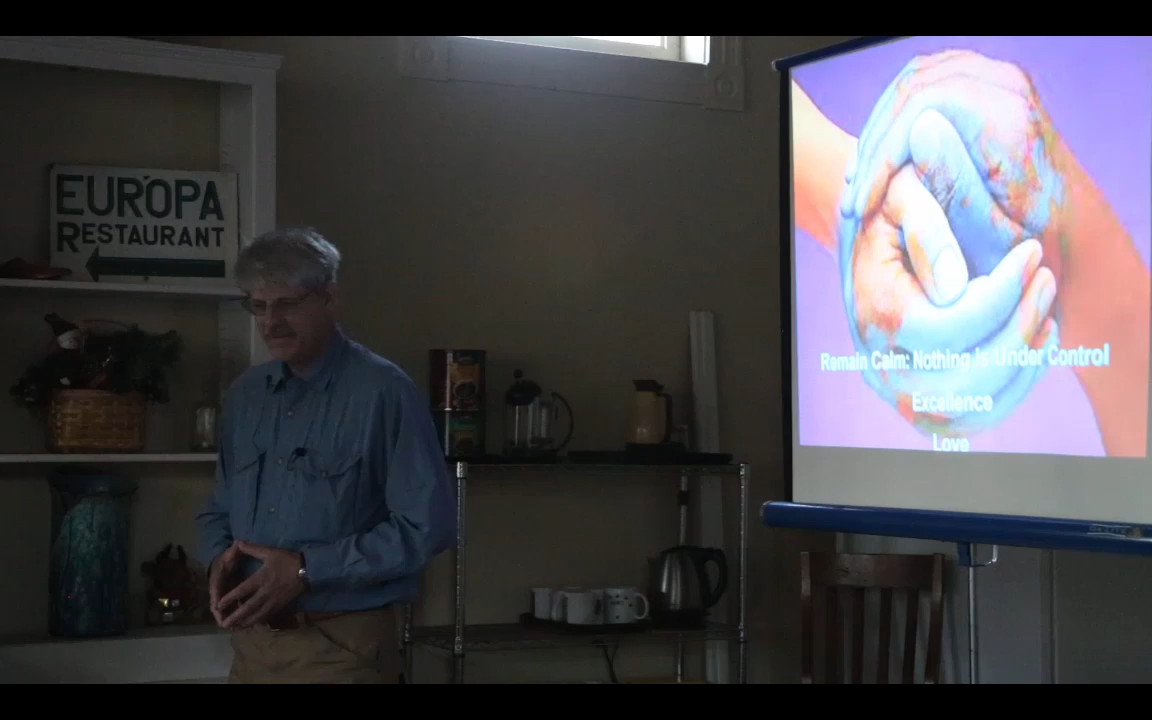 EUROPA
RESTAURANT
Remain Calm: Nothing Is Under Control
Excellence
Love